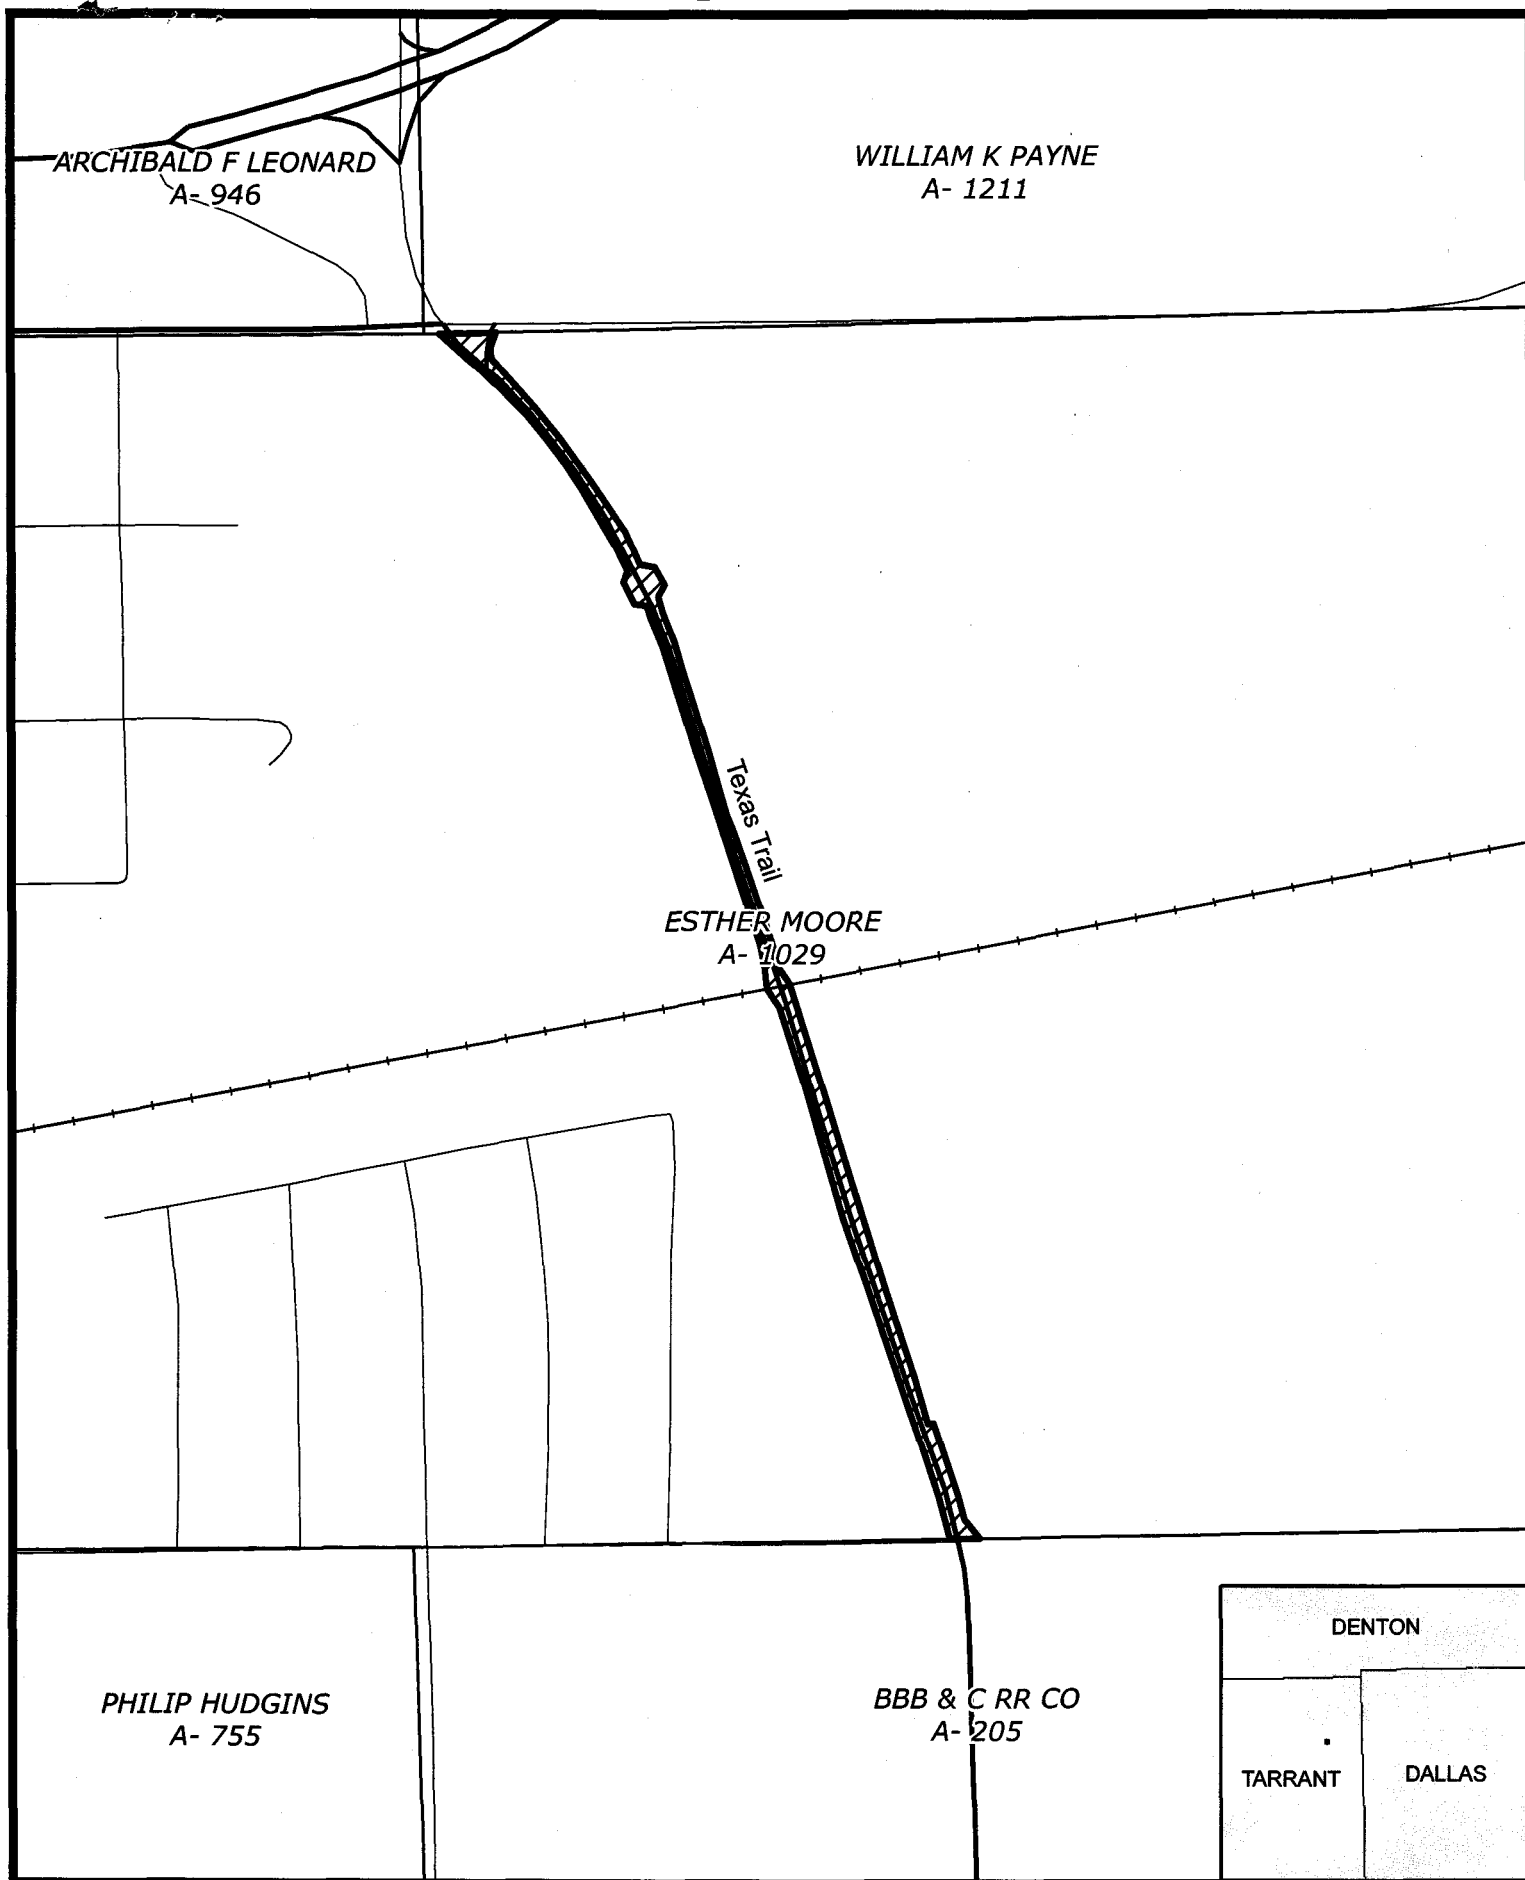 ARCHIBALD F LEONARD
A- 946
WILLIAM K PAYNE
A- 1211
Texas Trail
ESTHER MOORE
A- 1029
PHILIP HUDGINS
A- 755
BBB & C RR CO
A- 205
DENTON
TARRANT
DALLAS